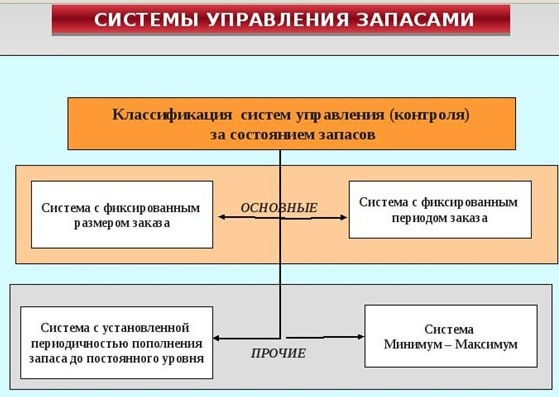 СИСТЕМЫ УПРАВЛЕНИЯ ЗАПАСАМИ
Классификация систем управления (контроля)
за состоянием запасов
Система с фиксированным
размером заказа
ОСНОВНЫЕ
Система с фиксированным
периодом заказа
Система с установленной
периодичностью пополнения
запаса до постоянного уровня
ПРОЧИЕ
Система
Минимум – Максимум